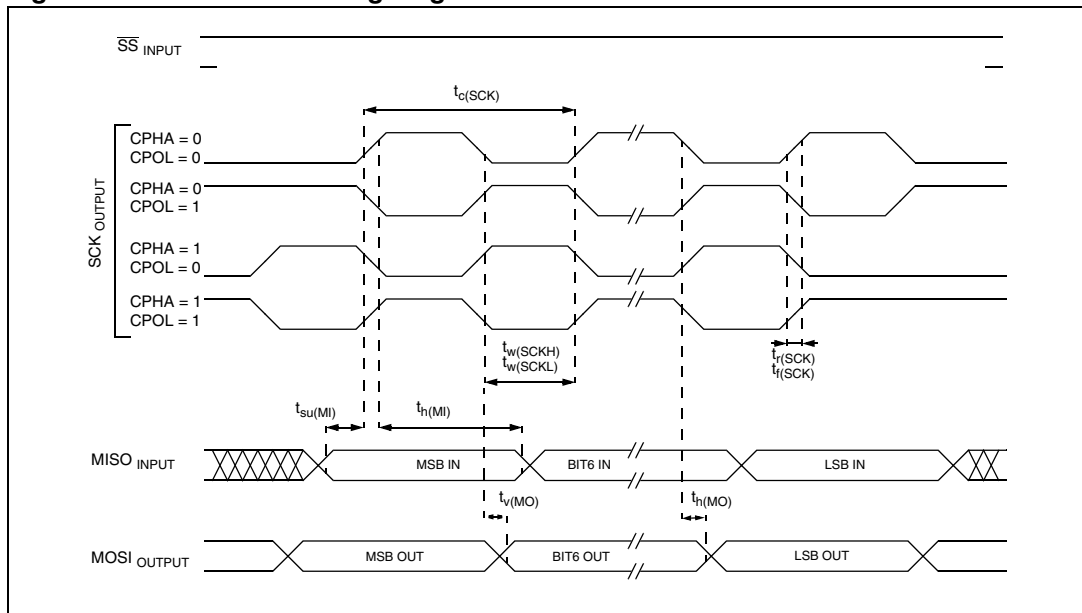 SS INPUT
tc(SCK)
SCK OUTPUT
CPHA = 0
CPOL = 0
CPHA = 0
CPOL = 1
CPHA = 1
CPOL = 0
CPHA = 1
CPOL = 1
tw(SCKH)
tw(SCKL)
tr(SCK)
tf(SCK)
tsu(MI)
th(MI)
MISO INPUT
MSB IN
BIT6 IN
LSB IN
tv(MO)
th(MO)
MOSI OUTPUT
MSB OUT
BIT6 OUT
LSB OUT